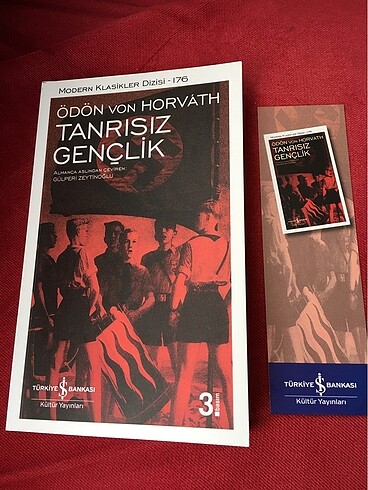 MODERN KLASİKLER DİZİSİ - 176
ÖDÖN VON HORVÁTH
TANRISIZ
GENÇLİK
ALMANCA ASLINDAN ÇEVİREN:
GÜLPERİ ZEYTİNOĞLU
TÜRKİYE İŞ BANKASI
Kültür Yayınları
3.
basım
ÖDÖN VON HORVÁTH
TANRISIZ
GENÇLİK
TÜRKİYE İŞ BANKASI
Kültür Yayınları